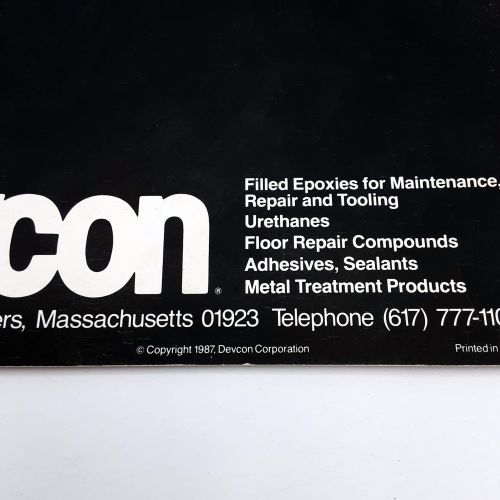 con®
Filled Epoxies for Maintenance,
Repair and Tooling
Urethanes
Floor Repair Compounds
Adhesives, Sealants
Metal Treatment Products
ers, Massachusetts 01923 Telephone (617) 777-110
© Copyright 1987, Devcon Corporation
Printed in